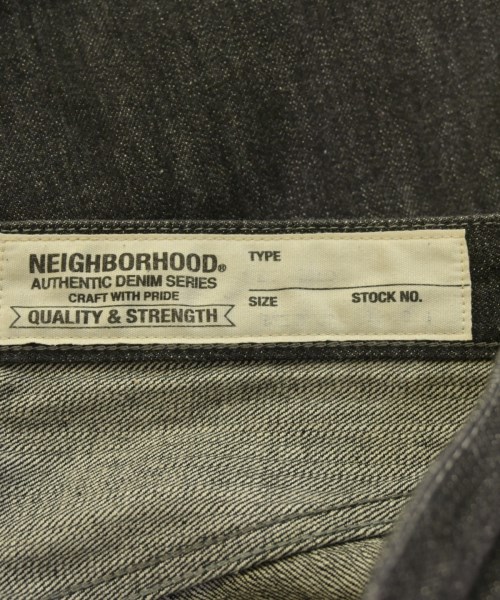 NEIGHBORHOOD®
AUTHENTIC DENIM SERIES
CRAFT WITH PRIDE
QUALITY & STRENGTH
TYPE
SIZE STOCK NO.